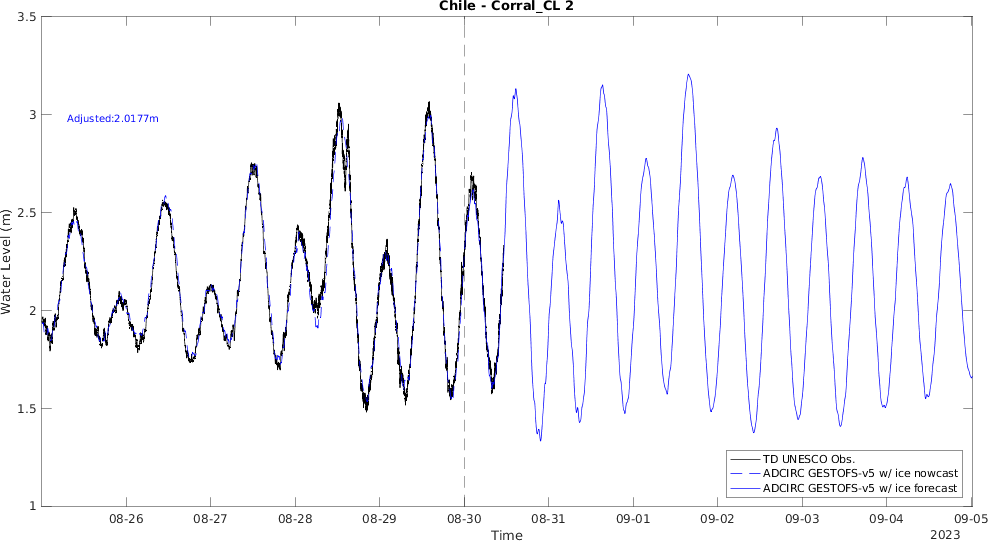 Chile - Corral_CL 2
3.5
3
2.5
2
1.5
1
Water Level (m)
Adjusted:2.0177m
TD UNESCO Obs.
ADCIRC GESTOFS-v5 w/ ice nowcast
ADCIRC GESTOFS-v5 w/ ice forecast
08-26 08-27 08-28 08-29 08-30 08-31 09-01 09-02 09-03 09-04 09-05
Time
2023